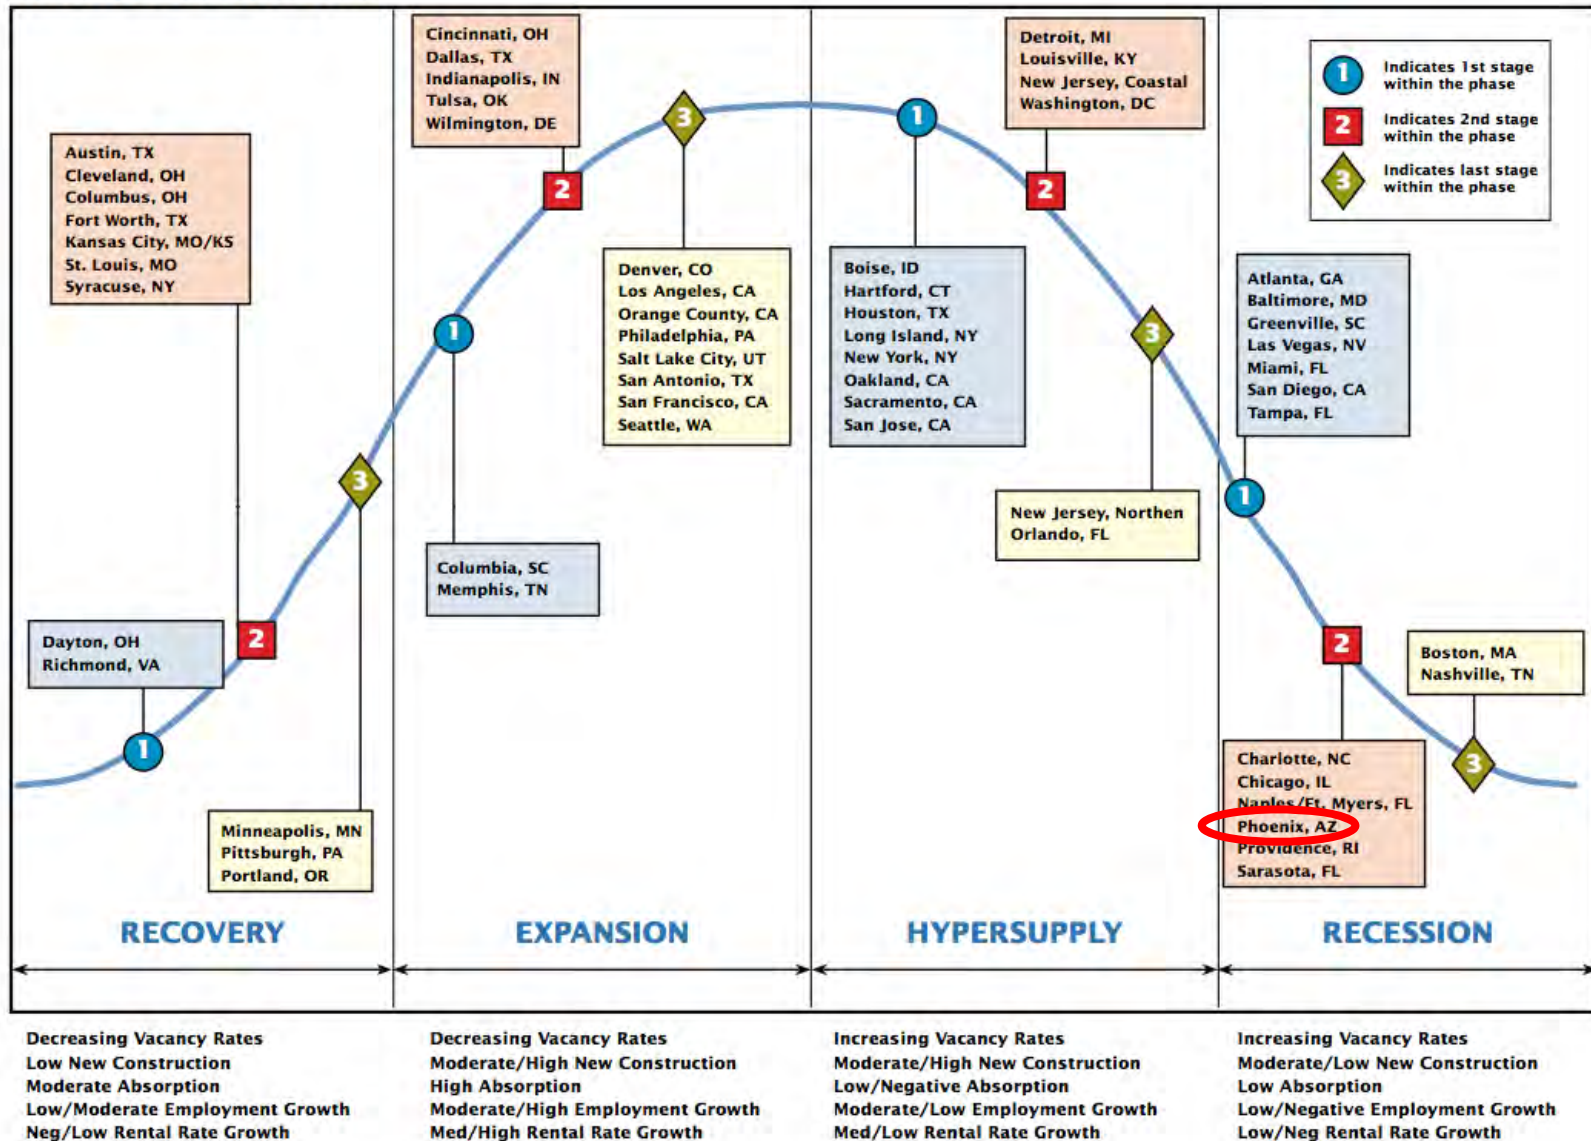 Cincinnati, OH
Dallas, TX
Indianapolis, IN
Tulsa, OK
Wilmington, DE
Detroit, MI
Louisville, KY
New Jersey, Coastal
Washington, DC
1 Indicates 1st stage
within the phase
2 Indicates 2nd stage
within the phase
3 Indicates last stage
within the phase
Austin, TX
Cleveland, OH
Columbus, OH
Fort Worth, TX
Kansas City, MO/KS
St. Louis, MO
Syracuse, NY
3
1
2
2
Denver, CO
Los Angeles, CA
Orange County, CA
Philadelphia, PA
Salt Lake City, UT
San Antonio, TX
San Francisco, CA
Seattle, WA
Boise, ID
Hartford, CT
Houston, TX
Long Island, NY
New York, NY
Oakland, CA
Sacramento, CA
San Jose, CA
Atlanta, GA
Baltimore, MD
Greenville, SC
Las Vegas, NV
Miami, FL
San Diego, CA
Tampa, FL
1
3
3
1
New Jersey, Northen
Orlando, FL
Columbia, SC
Memphis, TN
Dayton, OH
Richmond, VA
2
2
Boston, MA
Nashville, TN
1
3
Charlotte, NC
Chicago, IL
Naples/Ft. Myers, FL
Phoenix, AZ
Providence, RI
Sarasota, FL
Minneapolis, MN
Pittsburgh, PA
Portland, OR
RECOVERY
EXPANSION
HYPERSUPPLY
RECESSION
Decreasing Vacancy Rates
Low New Construction
Moderate Absorption
Low/Moderate Employment Growth
Neg/Low Rental Rate Growth
Decreasing Vacancy Rates
Moderate/High New Construction
High Absorption
Moderate/High Employment Growth
Med/High Rental Rate Growth
Increasing Vacancy Rates
Moderate/High New Construction
Low/Negative Absorption
Moderate/Low Employment Growth
Med/Low Rental Rate Growth
Increasing Vacancy Rates
Moderate/Low New Construction
Low Absorption
Low/Negative Employment Growth
Low/Neg Rental Rate Growth